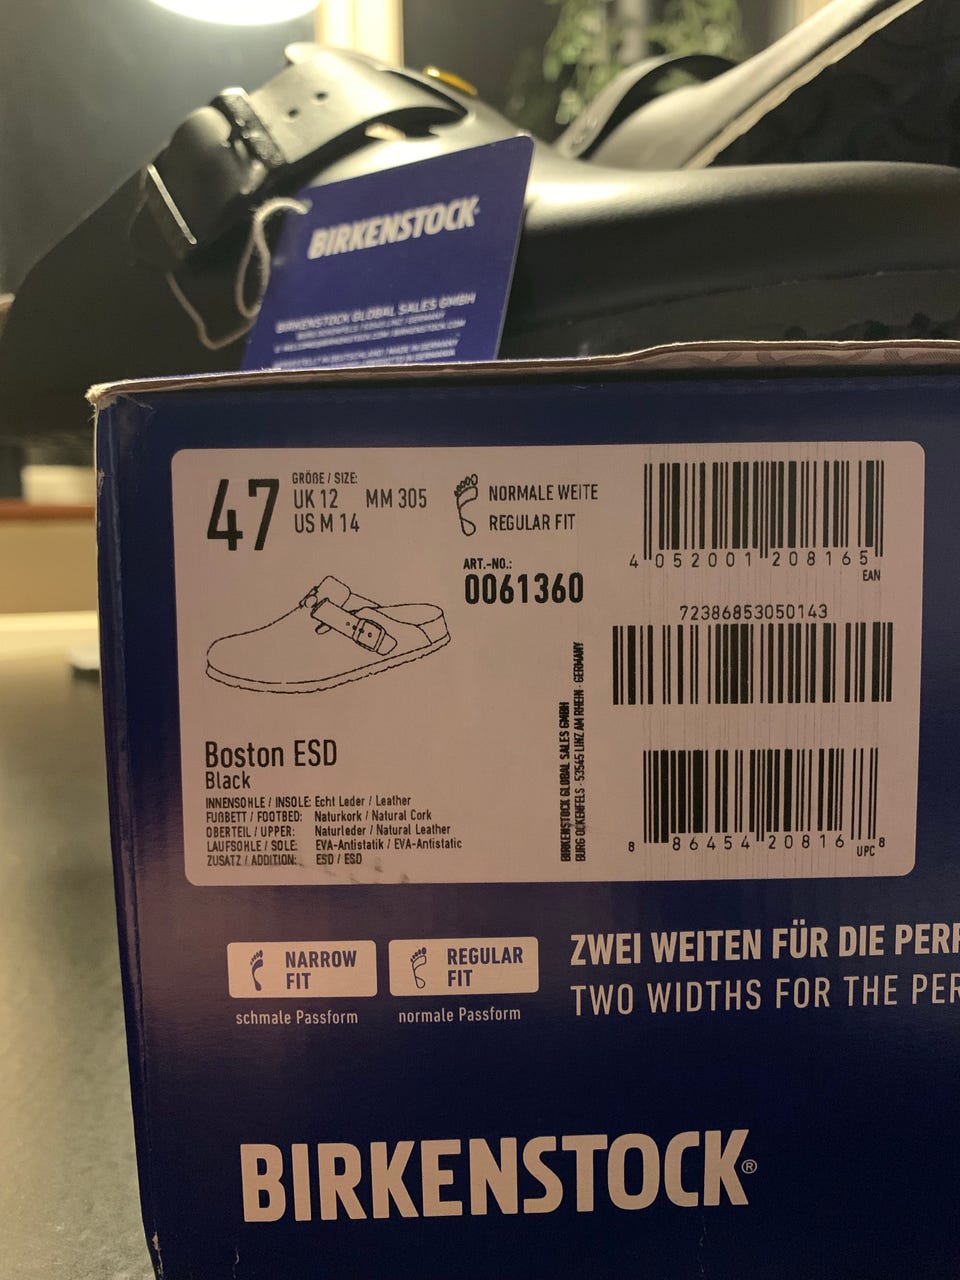 BIRKENSTOCK
BIRKENSTOCK GLOBAL SALES GMBH
47
GRÖßE / SIZE:
UK 12 MM 305
US M 14
NORMALE WEITE
REGULAR FIT
ART.-NO.:
0061360
4 052001 208165
EAN
72386853050143
8 86454 20816 8
UPC
BIRKENSTOCK GLOBAL SALES GMBH
BURG OCKENFELS · 53545 LINZ AM RHEIN · GERMANY
Boston ESD
Black
INNENSOHLE / INSOLE: Echt Leder / Leather
FUßBETT / FOOTBED: Naturkork / Natural Cork
OBERTEIL / UPPER: Naturleder / Natural Leather
LAUFSOHLE / SOLE: EVA-Antistatik / EVA-Antistatic
ZUSATZ / ADDITION: ESD / ESD
NARROW
FIT
schmale Passform
REGULAR
FIT
normale Passform
ZWEI WEITEN FÜR DIE PERF
TWO WIDTHS FOR THE PER
BIRKENSTOCK®